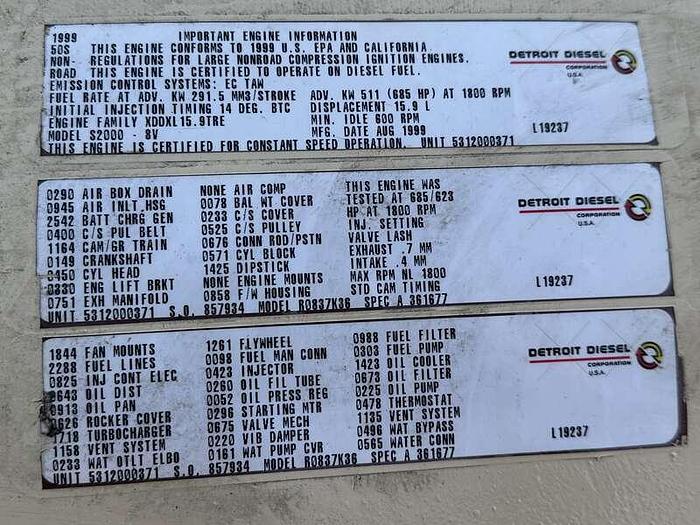 1999 IMPORTANT ENGINE INFORMATION
50S THIS ENGINE CONFORMS TO 1999 U.S. EPA AND CALIFORNIA
NON- REGULATIONS FOR LARGE NONROAD COMPRESSION IGNITION ENGINES.
ROAD THIS ENGINE IS CERTIFIED TO OPERATE ON DIESEL FUEL.
EMISSION CONTROL SYSTEMS: EC TAW
FUEL RATE AT ADV. KW 291.5 MM3/STROKE ADV. KW 511 (685 HP) AT 1800 RPM
INITIAL INJECTION TIMING 14 DEG. BTC DISPLACEMENT 15.9 L
ENGINE FAMILY XDDXL15.9TRE MIN. IDLE 600 RPM
MODEL S2000 - 8V MFG. DATE AUG 1999
THIS ENGINE IS CERTIFIED FOR CONSTANT SPEED OPERATION. UNIT 5312000371
DETROIT DIESEL
CORPORATION
U.S.A.
L19237
0290 AIR BOX DRAIN NONE AIR COMP THIS ENGINE WAS
0945 AIR INLT HSG 0078 BAL WT COVER TESTED AT 685/623
2542 BATT CHRG GEN 0233 C/S COVER HP AT 1800 RPM
0400 C/S PUL BELT 0525 C/S PULLEY INJ. SETTING
1164 CAM/GR TRAIN 0676 CONN ROD/PSTN VALVE LASH
0149 CRANKSHAFT 0571 CYL BLOCK EXHAUST .7 MM
0450 CYL HEAD 1425 DIPSTICK INTAKE .4 MM
0330 ENG LIFT BRKT NONE ENGINE MOUNTS MAX RPM NL 1800
0751 EXH MANIFOLD 0858 F/W HOUSING STD CAM TIMING
UNIT 5312000371 S.O. 857934 MODEL R0837K36 SPEC A 361677
DETROIT DIESEL
CORPORATION
U.S.A.
L19237
1844 FAN MOUNTS 1261 FLYWHEEL 0988 FUEL FILTER
2288 FUEL LINES 0098 FUEL MAN CONN 0303 FUEL PUMP
0825 INJ CONT ELEC 0423 INJECTOR 1423 OIL COOLER
0643 OIL DIST 0260 OIL FIL TUBE 0673 OIL FILTER
0913 OIL PAN 0052 OIL PRESS REG 0225 OIL PUMP
0626 ROCKER COVER 0296 STARTING MTR 0478 THERMOSTAT
1718 TURBOCHARGER 0675 VALVE MECH 1135 VENT SYSTEM
1158 VENT SYSTEM 0220 VIB DAMPER 0496 WAT BYPASS
0233 WAT OTLT ELBO 0161 WAT PUMP CVR 0565 WATER CONN
UNIT 5312000371 S.O. 857934 MODEL R0837K36 SPEC A 361677
DETROIT DIESEL
CORPORATION
U.S.A.
L19237